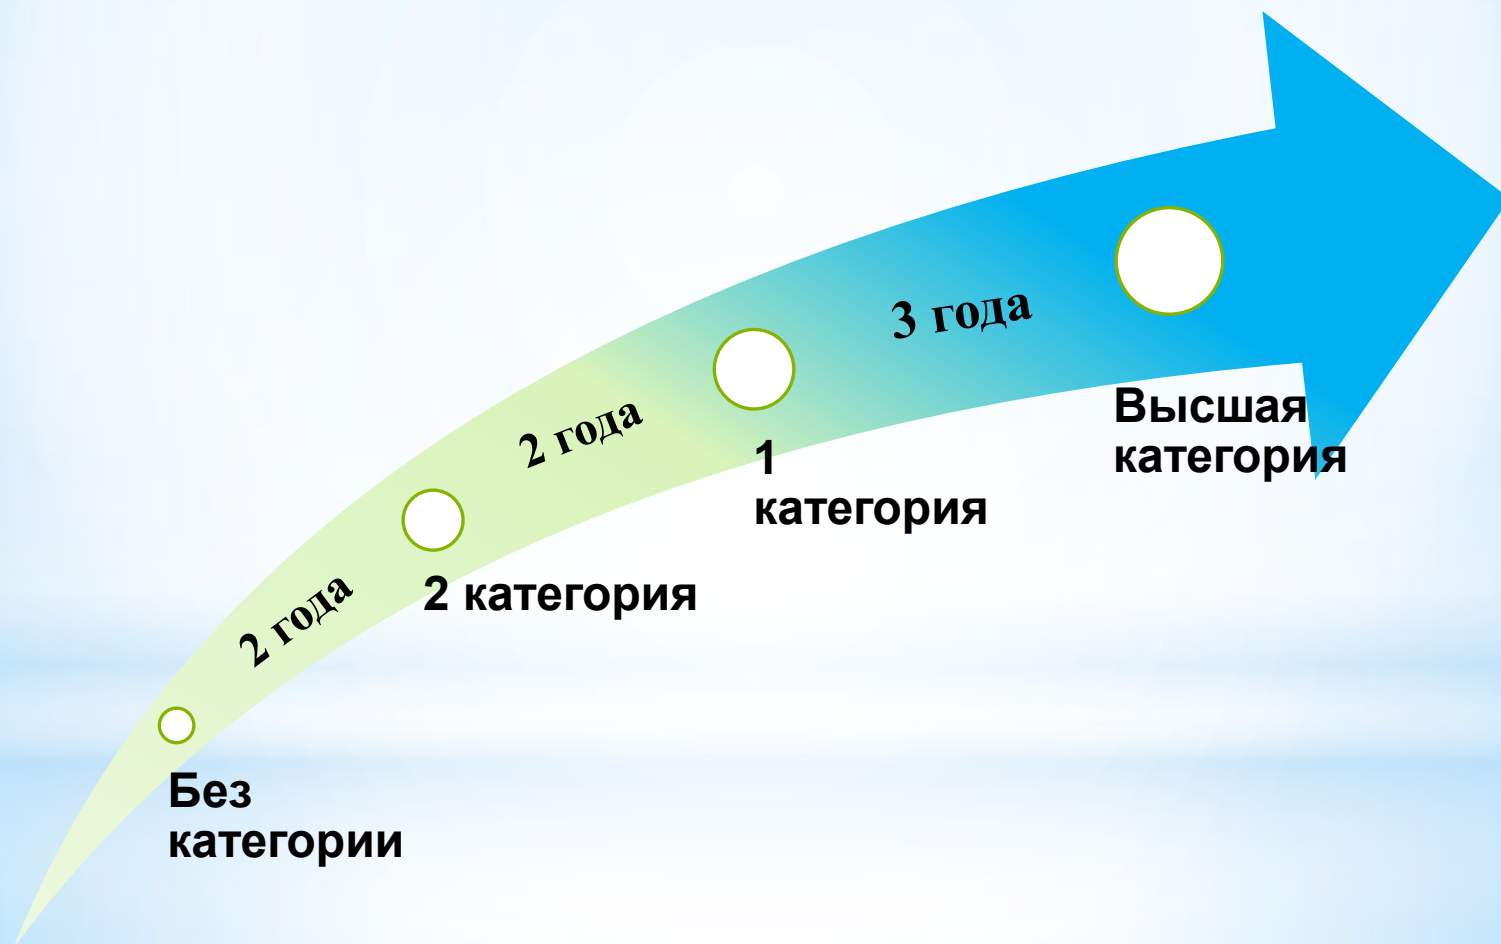 Без
категории
2 года
2 категория
2 года
1
категория
3 года
Высшая
категория